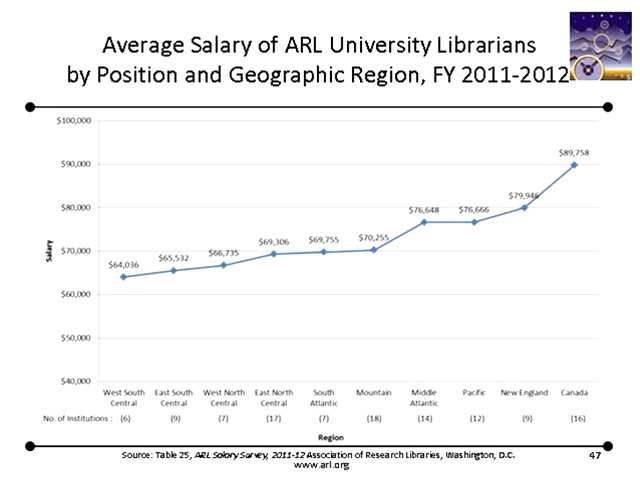 Average Salary of ARL University Librarians
by Position and Geographic Region, FY 2011-2012
$100,000
$90,000
$80,000
$70,000
$60,000
$50,000
$40,000
Salary
$64,036
$65,532
$66,735
$69,306
$69,755
$70,255
$76,648
$76,666
$79,946
$89,758
West South Central
East South Central
West North Central
East North Central
South Atlantic
Mountain
Middle Atlantic
Pacific
New England
Canada
No. of Institutions : (6) (9) (7) (17) (7) (18) (14) (12) (9) (16)
Region
Source: Table 25, ARL Salary Survey, 2011-12 Association of Research Libraries, Washington, D.C.
www.arl.org
47